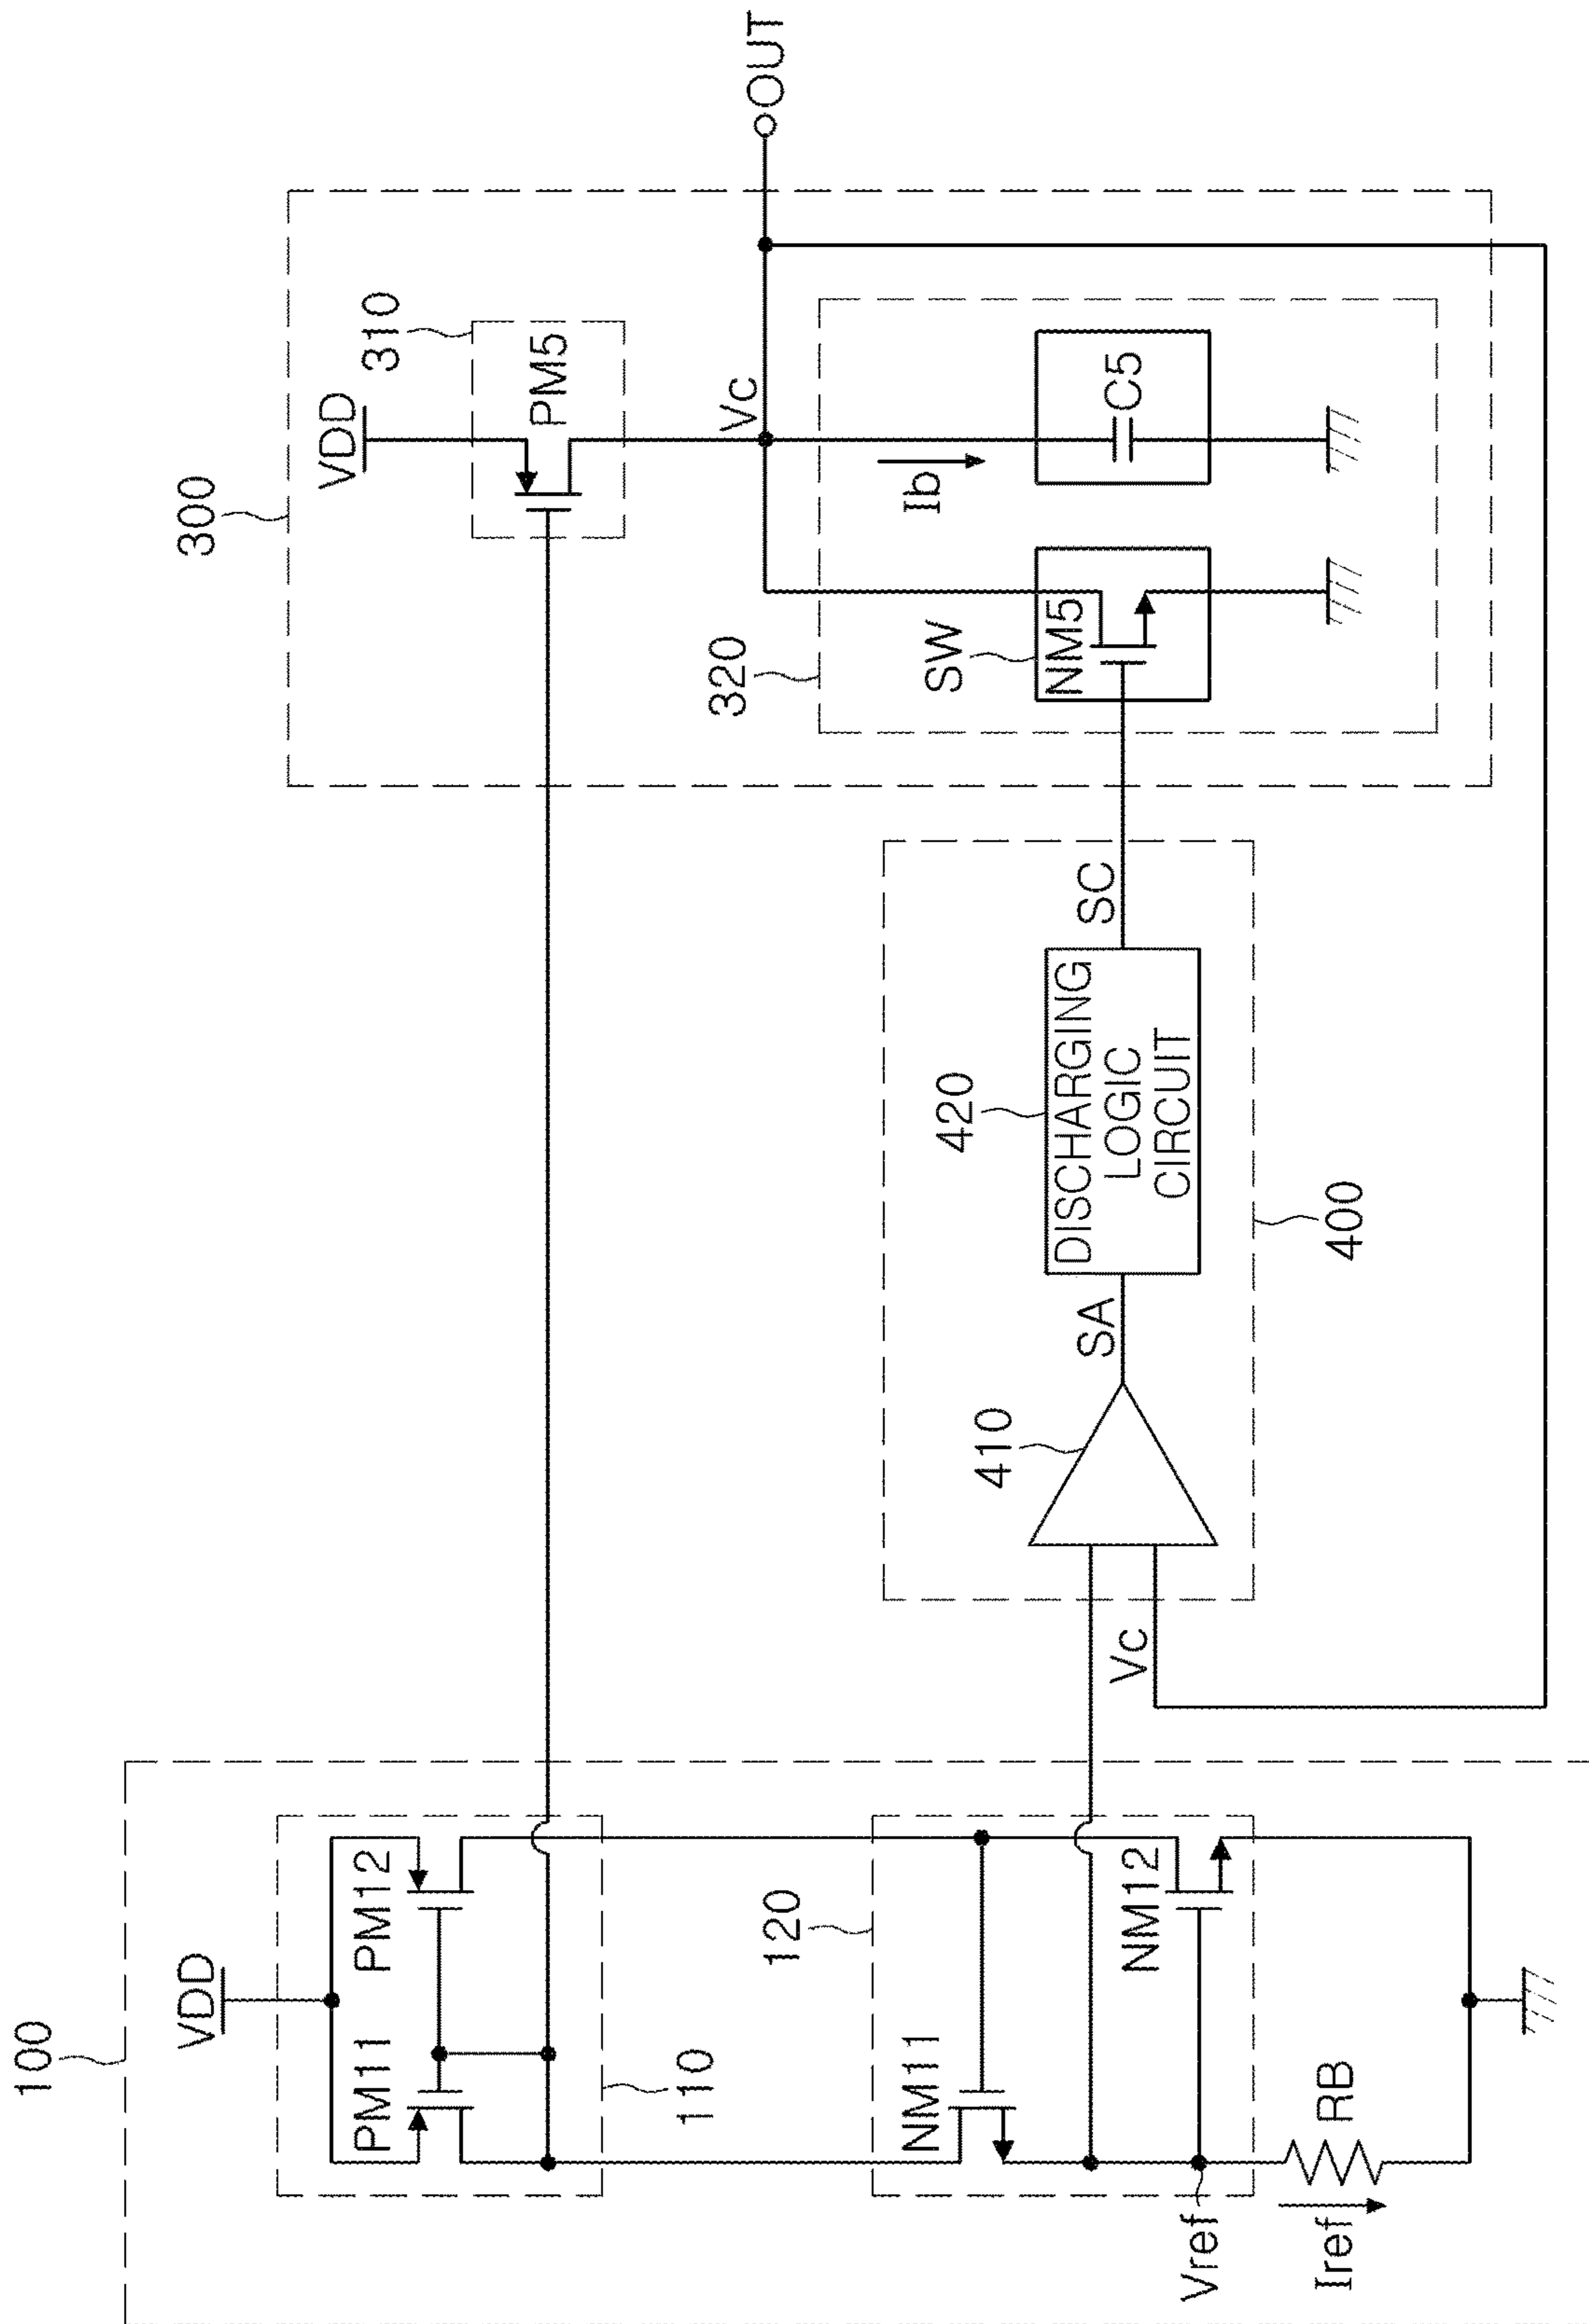 100
VDD
PM11
PM12
110
120
NM11
NM12
Vref
Iref
RB
Vc
410
SA
420
DISCHARGING
LOGIC
CIRCUIT
SC
400
300
VDD
310
PM5
Vc
OUT
320
SW
NM5
Ib
C5